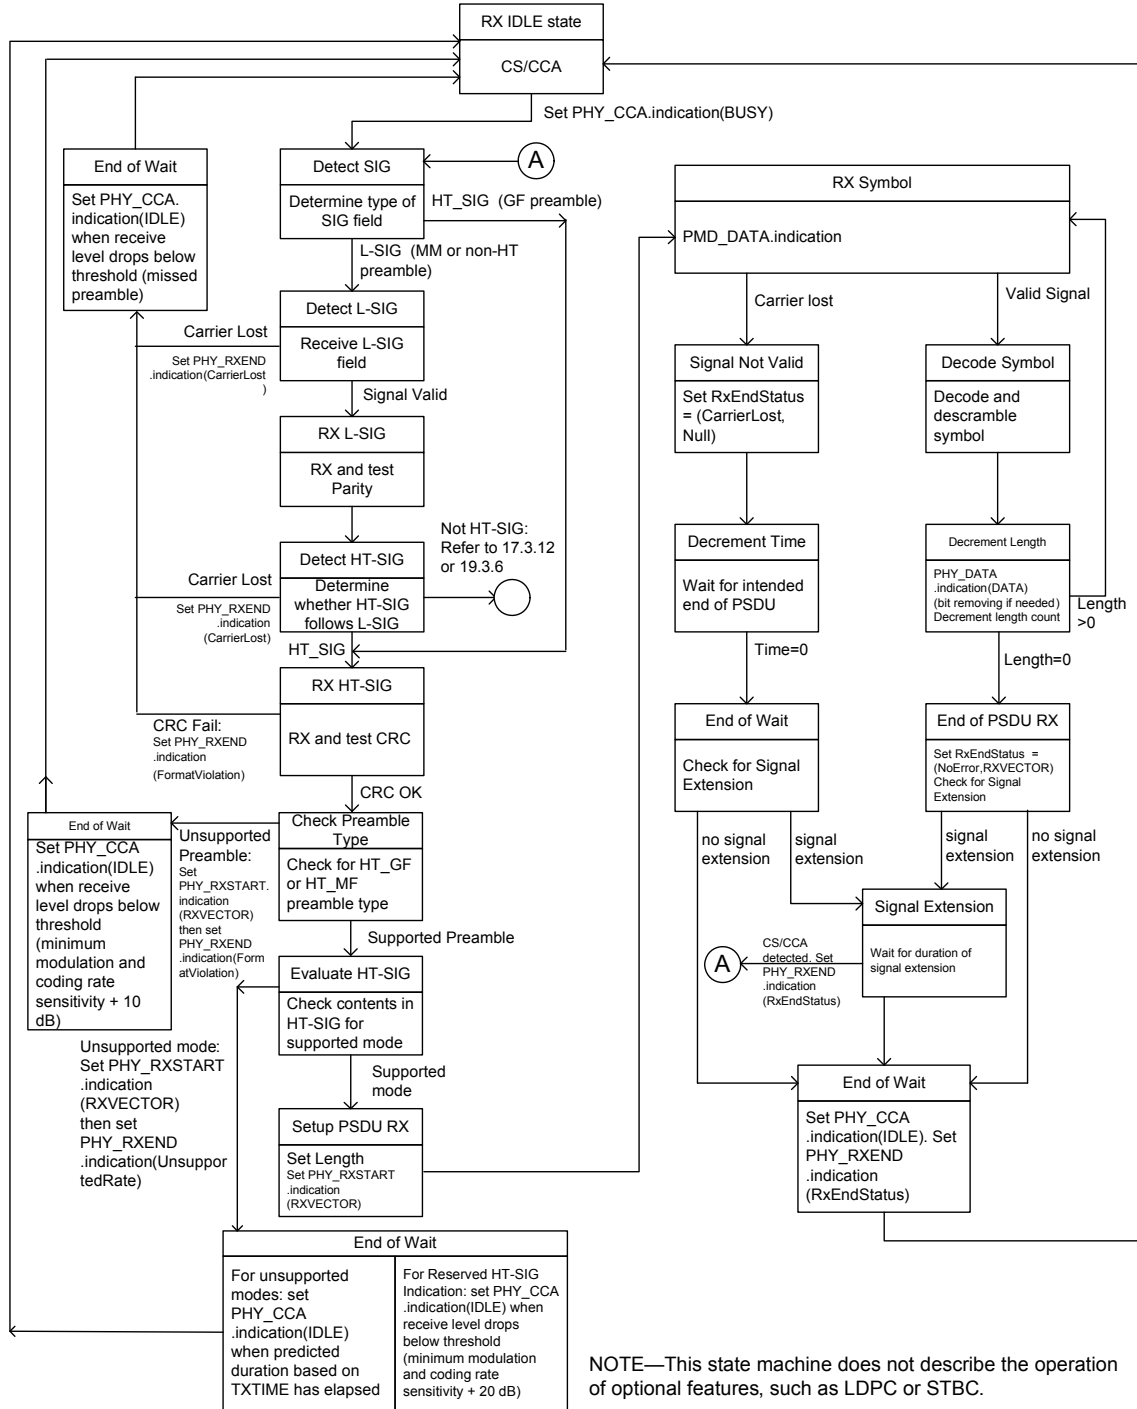 RX IDLE state
CS/CCA
Set PHY_CCA.indication(BUSY)
End of Wait
Set PHY_CCA.
indication(IDLE)
when receive
level drops below
threshold (missed
preamble)
Detect SIG
Determine type of
SIG field
A
HT_SIG (GF preamble)
L-SIG (MM or non-HT
preamble)
Detect L-SIG
Receive L-SIG
field
Carrier Lost
Set PHY_RXEND
.indication(CarrierLost
)
Signal Valid
RX L-SIG
RX and test
Parity
Detect HT-SIG
Determine
whether HT-SIG
follows L-SIG
Not HT-SIG:
Refer to 17.3.12
or 19.3.6
Carrier Lost
Set PHY_RXEND
.indication
(CarrierLost)
HT_SIG
RX HT-SIG
RX and test CRC
CRC Fail:
Set PHY_RXEND
.indication
(FormatViolation)
CRC OK
Check Preamble
Type
Check for HT_GF
or HT_MF
preamble type
Unsupported
Preamble:
Set
PHY_RXSTART.
indication
(RXVECTOR)
then set
PHY_RXEND
.indication(For
matViolation)
End of Wait
Set PHY_CCA
.indication(IDLE)
when receive
level drops below
threshold
(minimum
modulation and
coding rate
sensitivity + 10
dB)
Supported Preamble
Evaluate HT-SIG
Check contents in
HT-SIG for
supported mode
Unsupported mode:
Set PHY_RXSTART
.indication
(RXVECTOR)
then set
PHY_RXEND
.indication(Unsuppor
tedRate)
Supported
mode
Setup PSDU RX
Set Length
Set PHY_RXSTART
.indication
(RXVECTOR)
End of Wait
For unsupported
modes: set
PHY_CCA
.indication(IDLE)
when predicted
duration based on
TXTIME has elapsed
For Reserved HT-SIG
Indication: set PHY_CCA
.indication(IDLE) when
receive level drops
below threshold
(minimum modulation
and coding rate
sensitivity + 20 dB)
RX Symbol
PMD_DATA.indication
Carrier lost
Valid Signal
Signal Not Valid
Set RxEndStatus
= (CarrierLost,
Null)
Decode Symbol
Decode and
descramble
symbol
Decrement Time
Wait for intended
end of PSDU
Decrement Length
PHY_DATA
.indication(DATA)
(bit removing if needed)
Decrement length count
Length
>0
Time=0
Length=0
End of Wait
Check for Signal
Extension
End of PSDU RX
Set RxEndStatus =
(NoError,RXVECTOR)
Check for Signal
Extension
no signal
extension
signal
extension
signal
extension
no signal
extension
Signal Extension
Wait for duration of
signal extension
A
CS/CCA
detected. Set
PHY_RXEND
.indication
(RxEndStatus)
End of Wait
Set PHY_CCA
.indication(IDLE). Set
PHY_RXEND
.indication
(RxEndStatus)
NOTE—This state machine does not describe the operation
of optional features, such as LDPC or STBC.